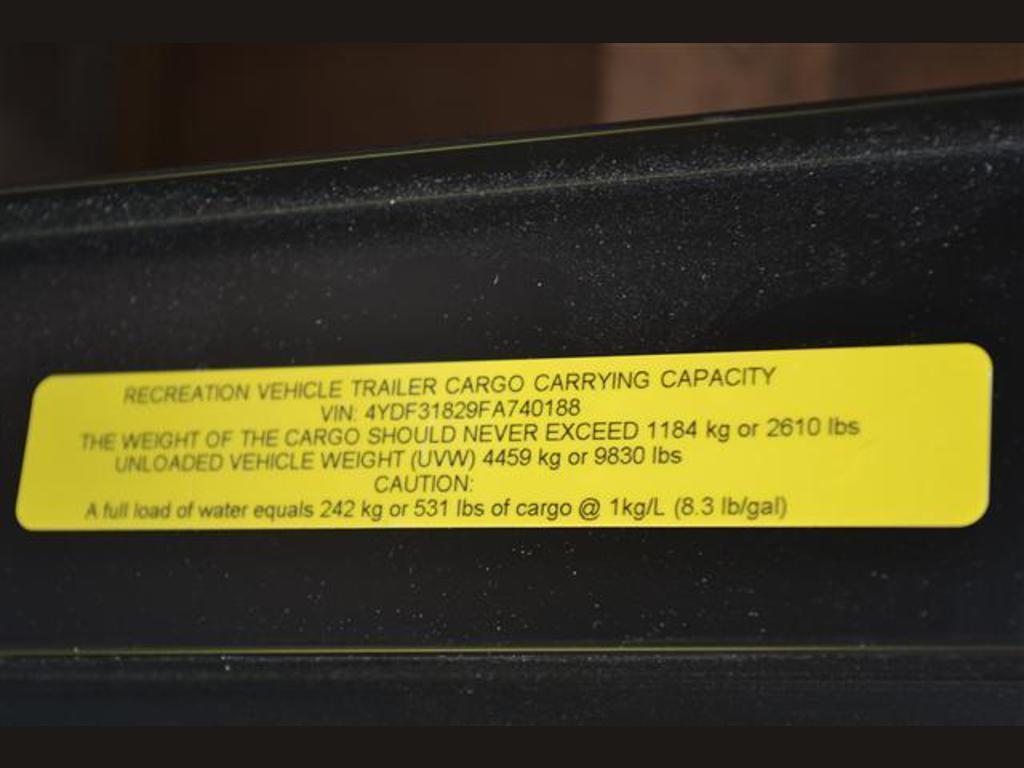 RECREATION VEHICLE TRAILER CARGO CARRYING CAPACITY
VIN: 4YDF31829FA740188
THE WEIGHT OF THE CARGO SHOULD NEVER EXCEED 1184 kg or 2610 lbs
UNLOADED VEHICLE WEIGHT (UVW) 4459 kg or 9830 lbs
CAUTION:
A full load of water equals 242 kg or 531 lbs of cargo @ 1kg/L (8.3 lb/gal)